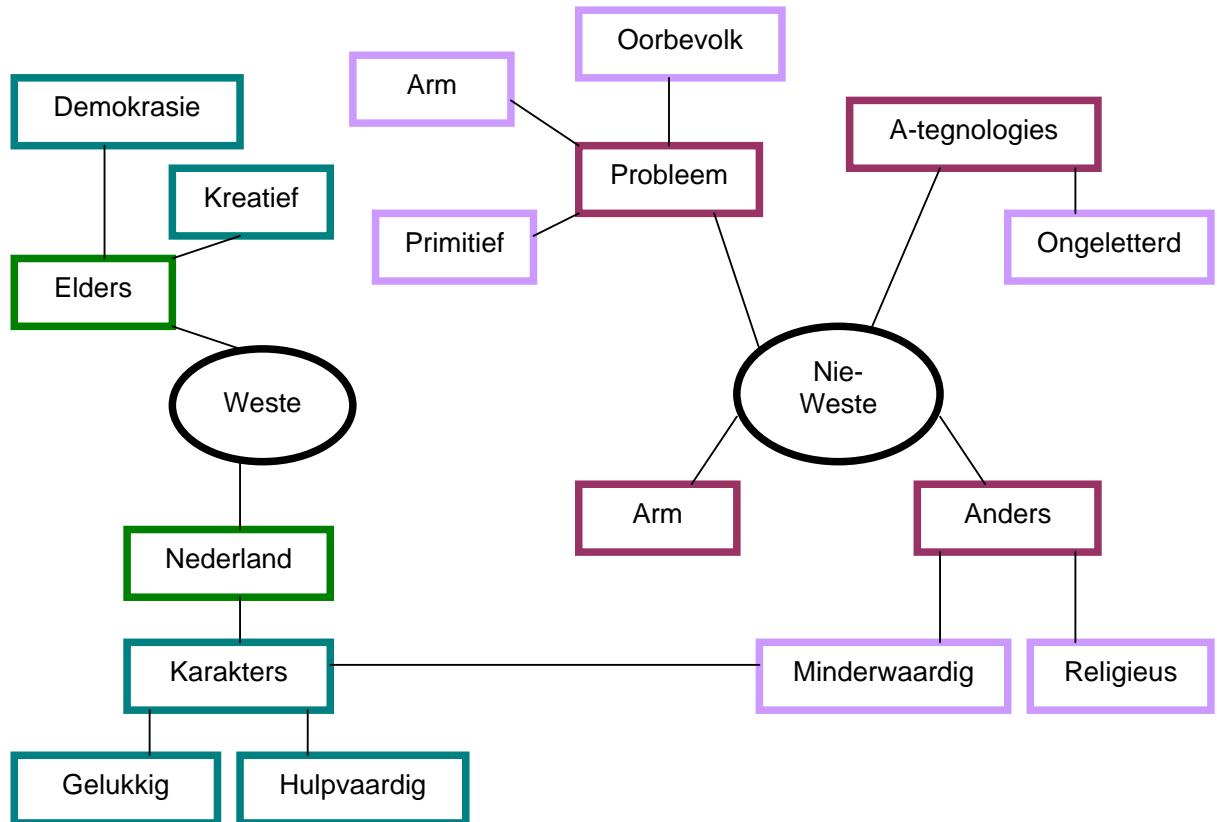 Oorbevolk
Arm
Demokrasie
A-tegnologies
Probleem
Kreatief
Primitief
Ongeletterd
Elders
Nie-
Weste
Weste
Arm
Anders
Nederland
Karakters
Minderwaardig
Religieus
Gelukkig
Hulpvaardig